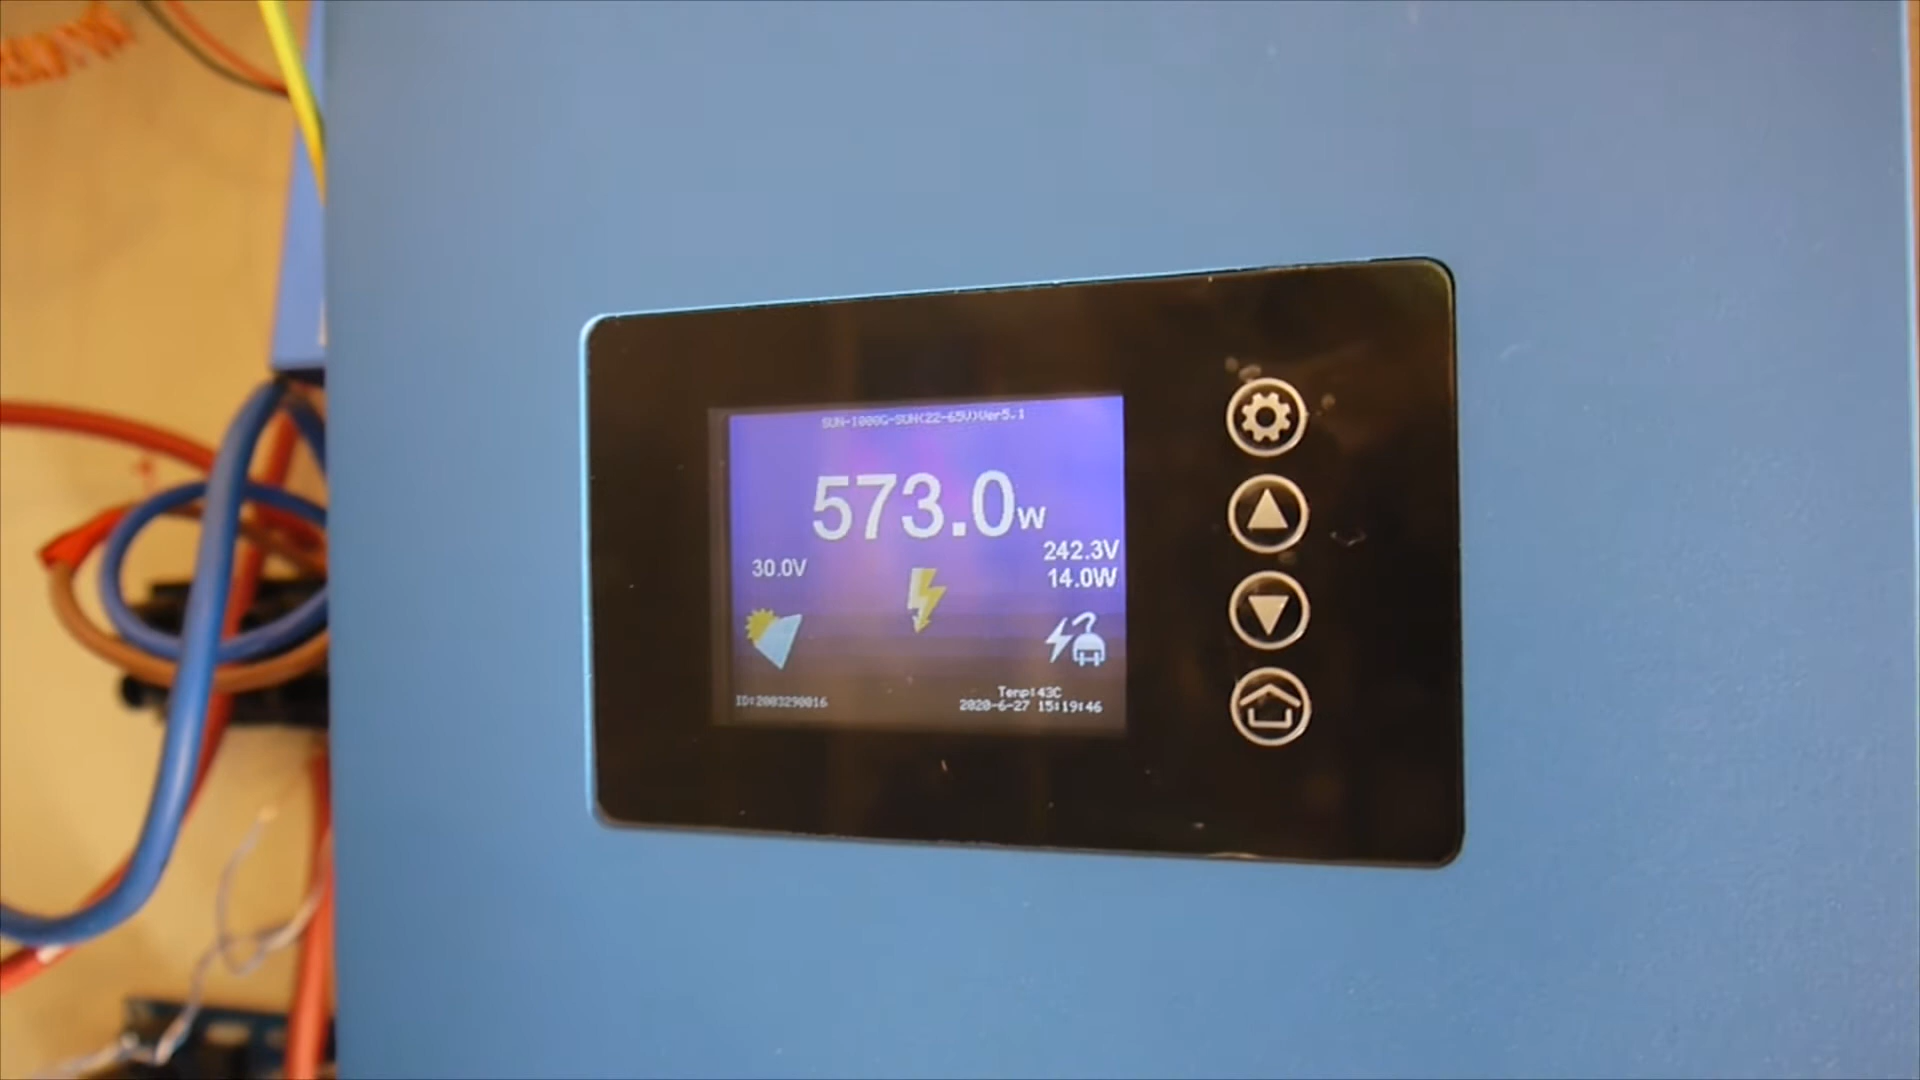 SUN-1000G-SUH(22-65V)Ver5.1
573.0W
30.0V
242.3V
14.0W
Temp:43C
ID:2003290016
2020-6-27 15:19:46